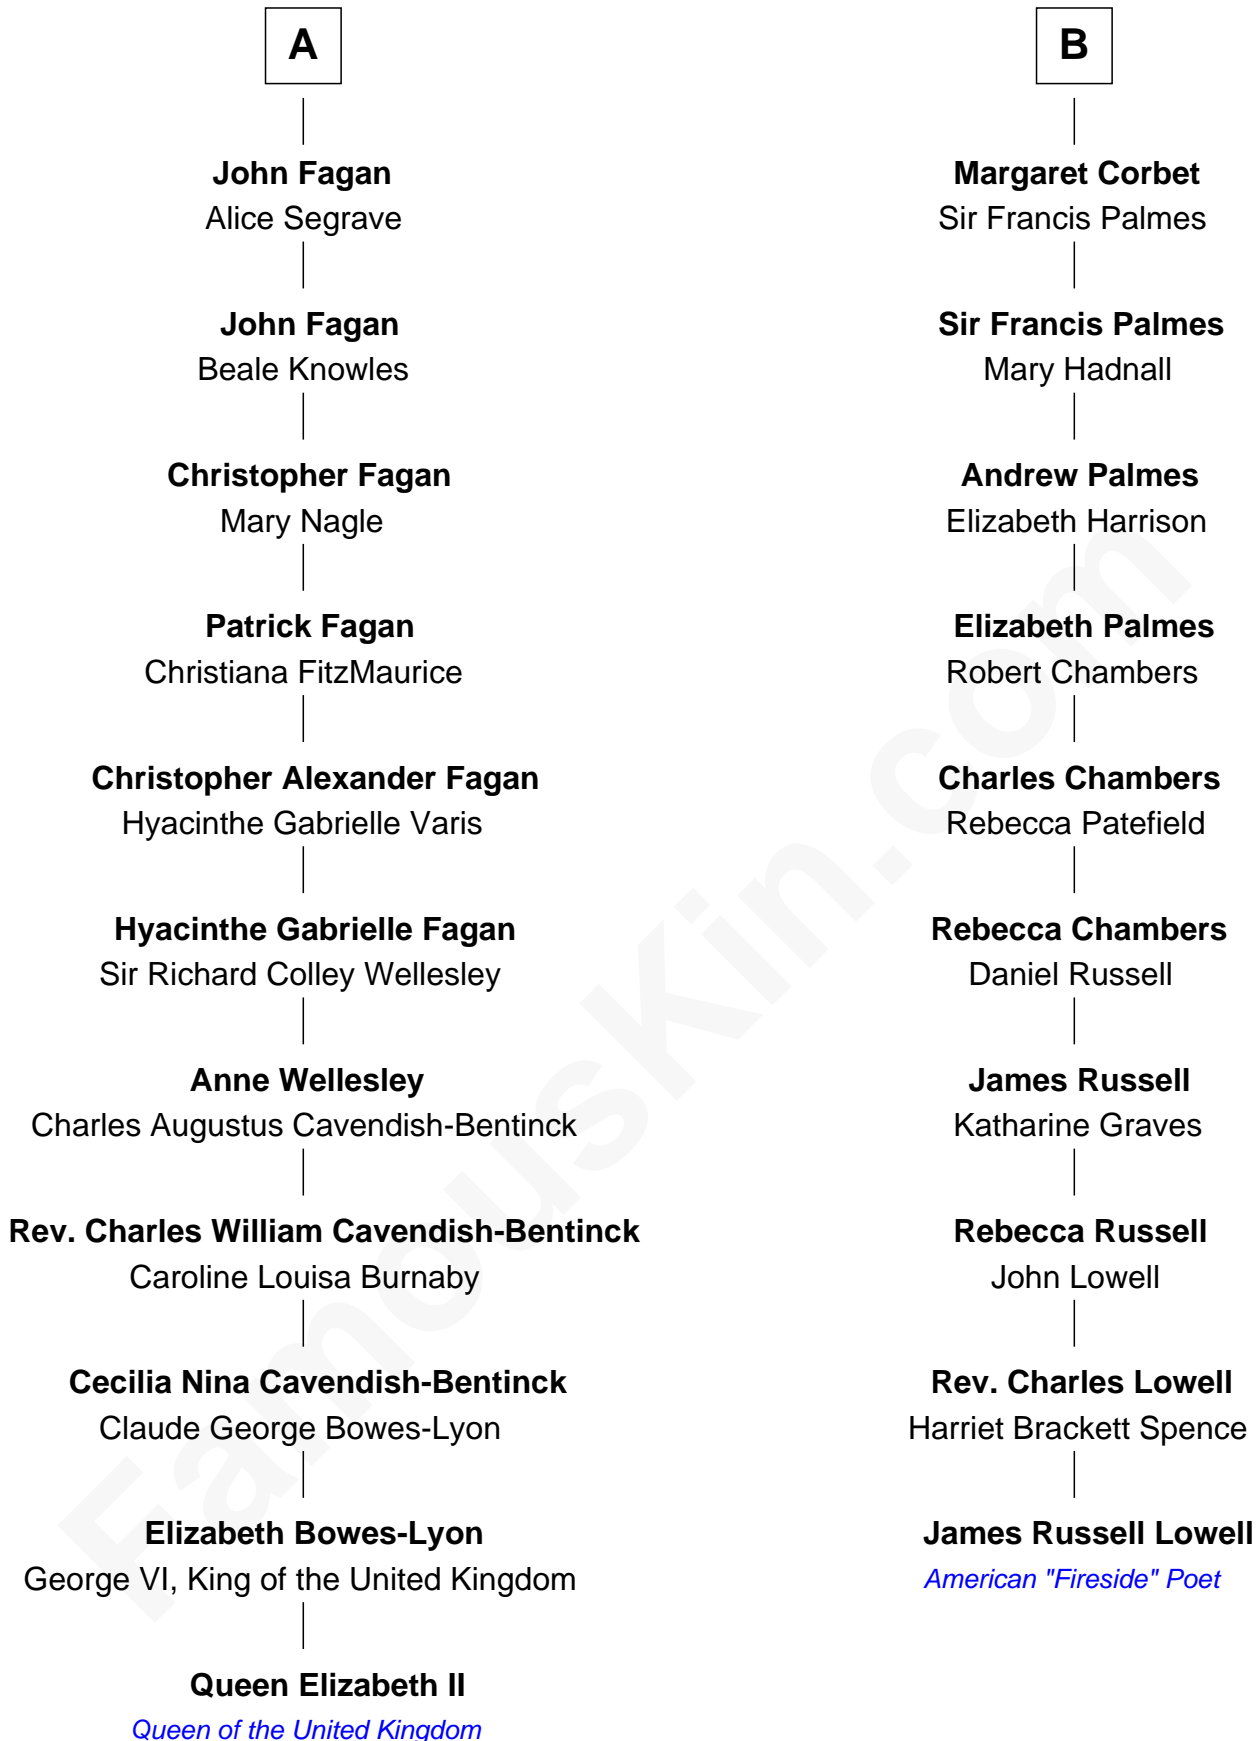 A
John Fagan
Alice Segrave
John Fagan
Beale Knowles
Christopher Fagan
Mary Nagle
Patrick Fagan
Christiana FitzMaurice
Christopher Alexander Fagan
Hyacinthe Gabrielle Varis
Hyacinthe Gabrielle Fagan
Sir Richard Colley Wellesley
Anne Wellesley
Charles Augustus Cavendish-Bentinck
Rev. Charles William Cavendish-Bentinck
Caroline Louisa Burnaby
Cecilia Nina Cavendish-Bentinck
Claude George Bowes-Lyon
Elizabeth Bowes-Lyon
George VI, King of the United Kingdom
Queen Elizabeth II
Queen of the United Kingdom
B
Margaret Corbet
Sir Francis Palmes
Sir Francis Palmes
Mary Hadnall
Andrew Palmes
Elizabeth Harrison
Elizabeth Palmes
Robert Chambers
Charles Chambers
Rebecca Patefield
Rebecca Chambers
Daniel Russell
James Russell
Katharine Graves
Rebecca Russell
John Lowell
Rev. Charles Lowell
Harriet Brackett Spence
James Russell Lowell
American "Fireside" Poet
FamousKin.com